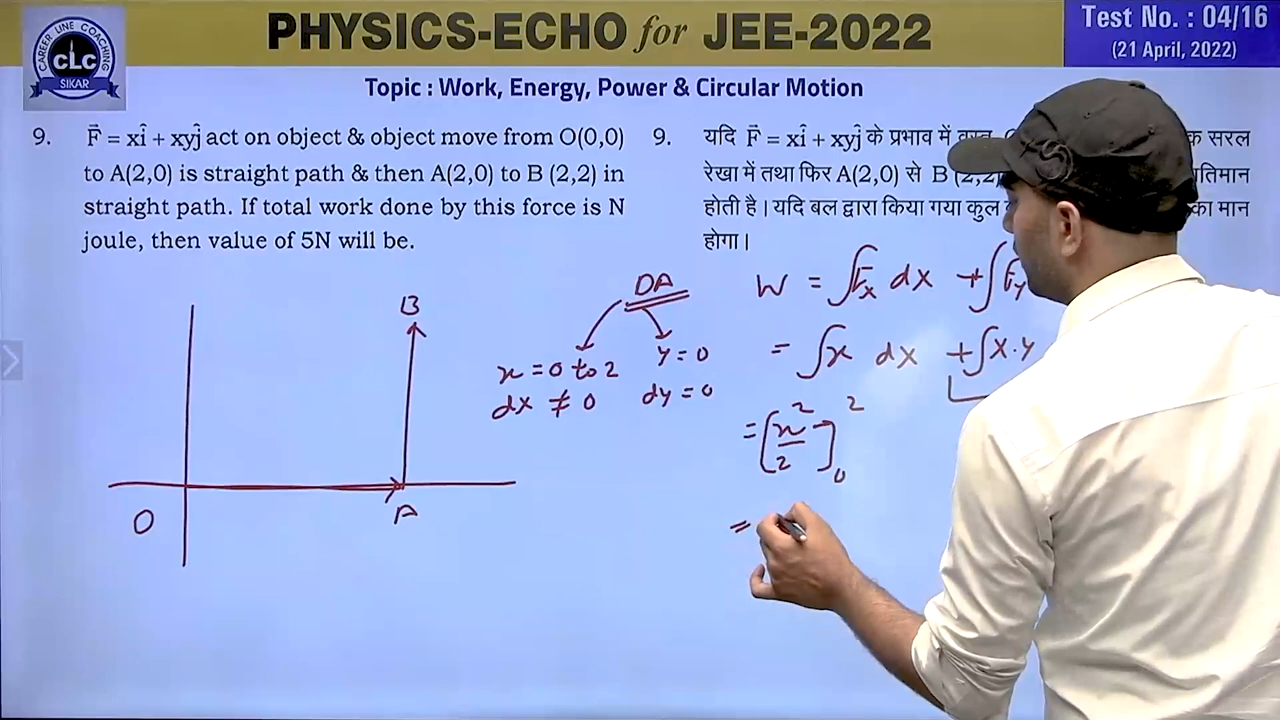 CAREER LINE COACHING
CLC
SIKAR
PHYSICS-ECHO for JEE-2022
Test No. : 04/16
(21 April, 2022)
Topic : Work, Energy, Power & Circular Motion
9. F⃗ = xî + xyĵ act on object & object move from O(0,0)
to A(2,0) is straight path & then A(2,0) to B (2,2) in
straight path. If total work done by this force is N
joule, then value of 5N will be.
9. यदि F⃗ = xî + xyĵ के प्रभाव में सरल
रेखा में तथा फिर A(2,0) से B (2,2)
होती है। यदि बल द्वारा किया गया कुल का मान
होगा।
B
O
A
OA
x = 0 to 2 y = 0
dx ≠ 0 dy = 0
W = ∫Fx dx + ∫Fy
= ∫x dx + ∫x.y
= [x²/2]₀²
=